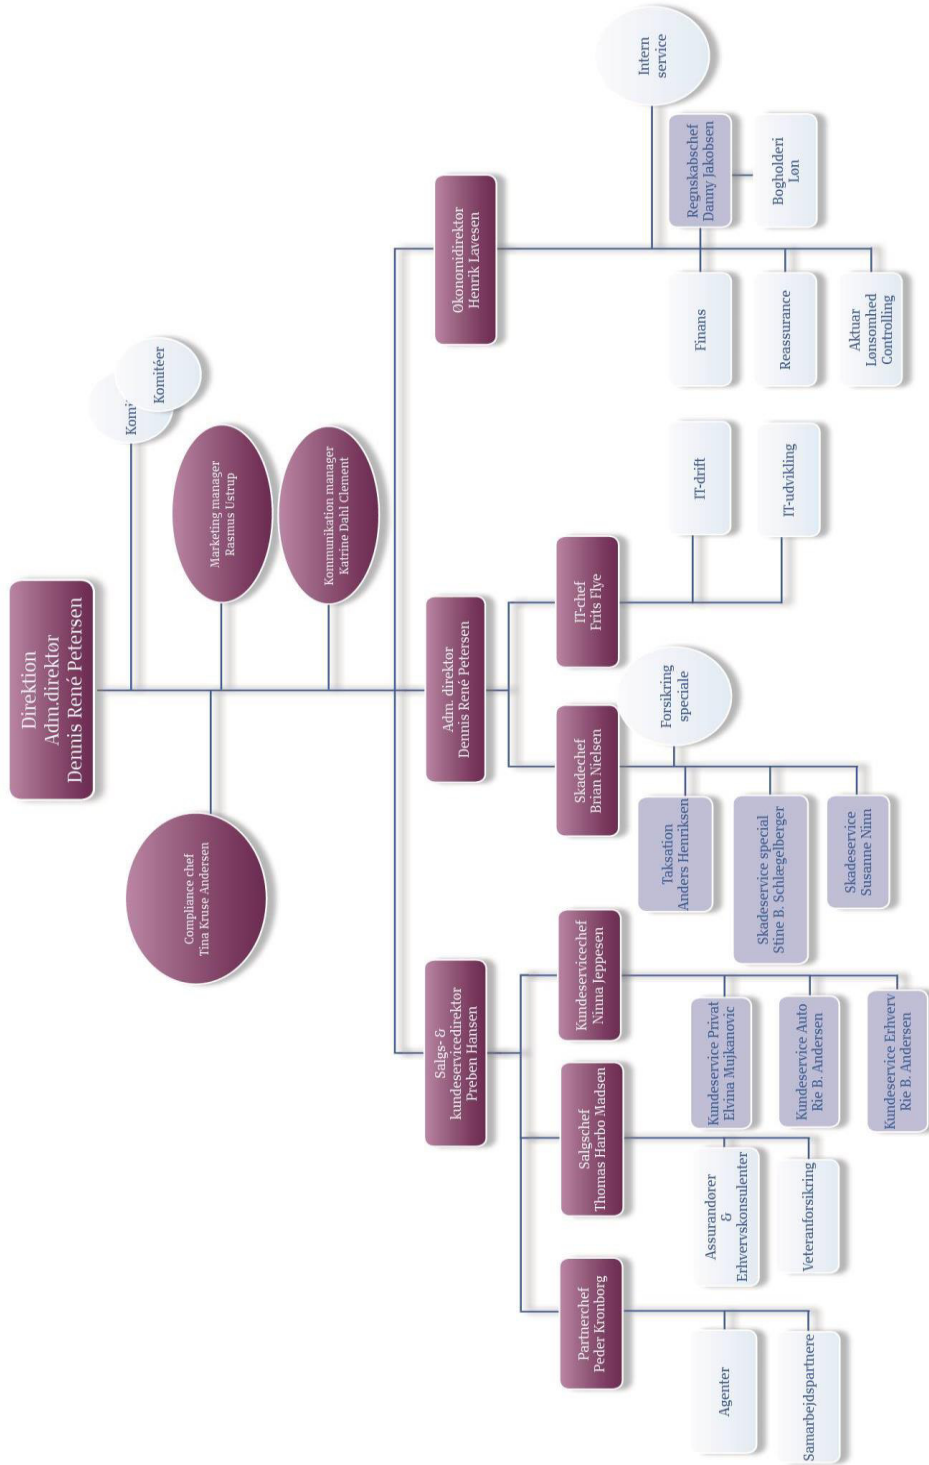 Direktion
Adm.direktor
Dennis René Petersen
Komitéer
Marketing manager
Rasmus Ustrup
Compliance chef
Tina Kruse Andersen
Kommunikation manager
Katrine Dahl Clement
Salgs- &
kundeservicedirektor
Preben Hansen
Adm. direktor
Dennis René Petersen
Økonomidirektor
Henrik Lavesen
Partnerchef
Peder Kronborg
Salgschef
Thomas Harbo Madsen
Kundeservicechef
Ninna Jeppesen
Skadechef
Brian Nielsen
IT-chef
Frits Flye
Intern
service
Agenter
Samarbejdspartnere
Assurandører
&
Erhvervskonsulenter
Veteranforsikring
Kundeservice Privat
Elvina Mujkanovic
Kundeservice Auto
Rie B. Andersen
Kundeservice Erhverv
Rie B. Andersen
Forsikring
speciale
Taksation
Anders Henriksen
Skadeservice special
Stine B. Schlægelberger
Skadeservice
Susanne Ninn
IT-drift
IT-udvikling
Finans
Reassurance
Aktuar
Lønsomhed
Controlling
Regnskabschef
Danny Jakobsen
Bogholderi
Løn